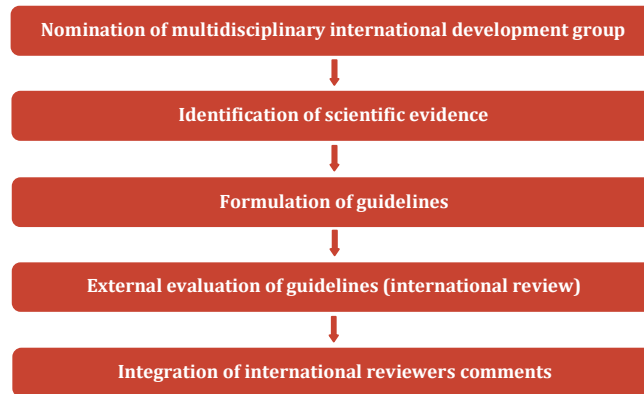 Nomination of multidisciplinary international development group
Identification of scientific evidence
Formulation of guidelines
External evaluation of guidelines (international review)
Integration of international reviewers comments